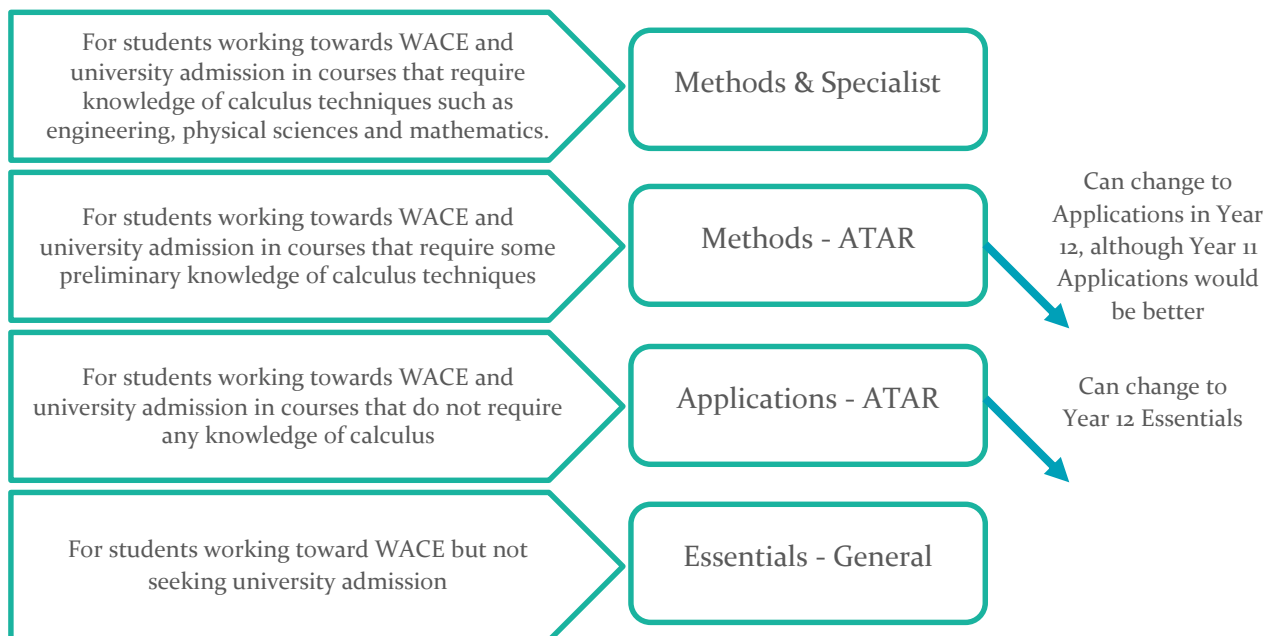 For students working towards WACE and
university admission in courses that require
knowledge of calculus techniques such as
engineering, physical sciences and mathematics.
Methods & Specialist
For students working towards WACE and
university admission in courses that require some
preliminary knowledge of calculus techniques
Methods - ATAR
Can change to
Applications in Year
12, although Year 11
Applications would
be better
For students working towards WACE and
university admission in courses that do not require
any knowledge of calculus
Applications - ATAR
Can change to
Year 12 Essentials
For students working toward WACE but not
seeking university admission
Essentials - General